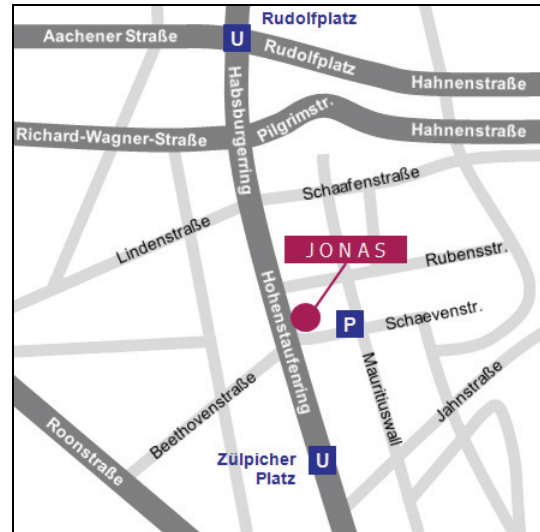 Rudolfplatz
U
Aachener Straße
Rudolfplatz
Hahnenstraße
Habsburgerring
Pilgrimstr.
Richard-Wagner-Straße
Hahnenstraße
Schaafenstraße
Lindenstraße
JONAS
Rubensstr.
Hohenstaufenring
P
Schaevenstr.
Beethovenstraße
Mauritiuswall
Jahnstraße
Roonstraße
Zülpicher
Platz
U